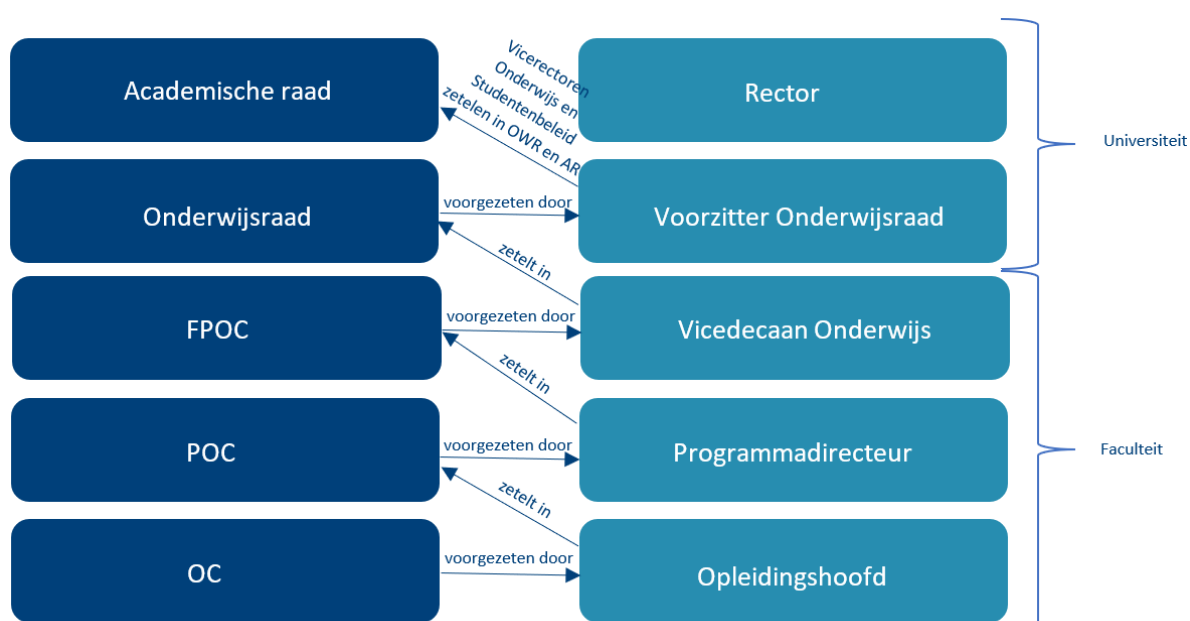 Academische raad
Vicerectoren
Onderwijs en
Studentenbeleid
zetelen in OWR en AR
Rector
Universiteit
Onderwijsraad
voorgezeten door
Voorzitter Onderwijsraad
zetelt in
FPOC
voorgezeten door
Vicedecaan Onderwijs
zetelt in
POC
voorgezeten door
Programmadirecteur
Faculteit
zetelt in
OC
voorgezeten door
Opleidingshoofd